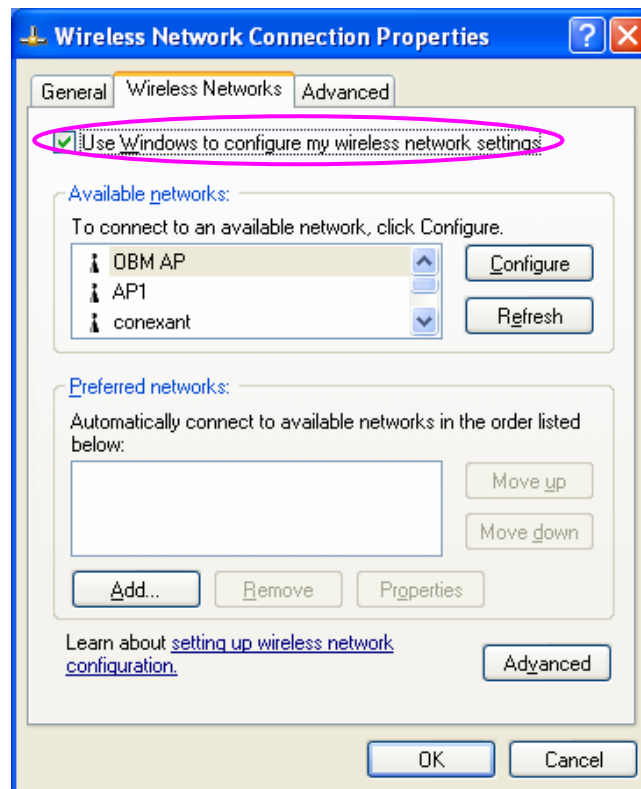 Wireless Network Connection Properties
General Wireless Networks Advanced
Use Windows to configure my wireless network settings
Available networks:
To connect to an available network, click Configure.
OBM AP
AP1
conexant
Configure
Refresh
Preferred networks:
Automatically connect to available networks in the order listed
below:
Move up
Move down
Add... Remove Properties
Learn about setting up wireless network
configuration.
Advanced
OK Cancel